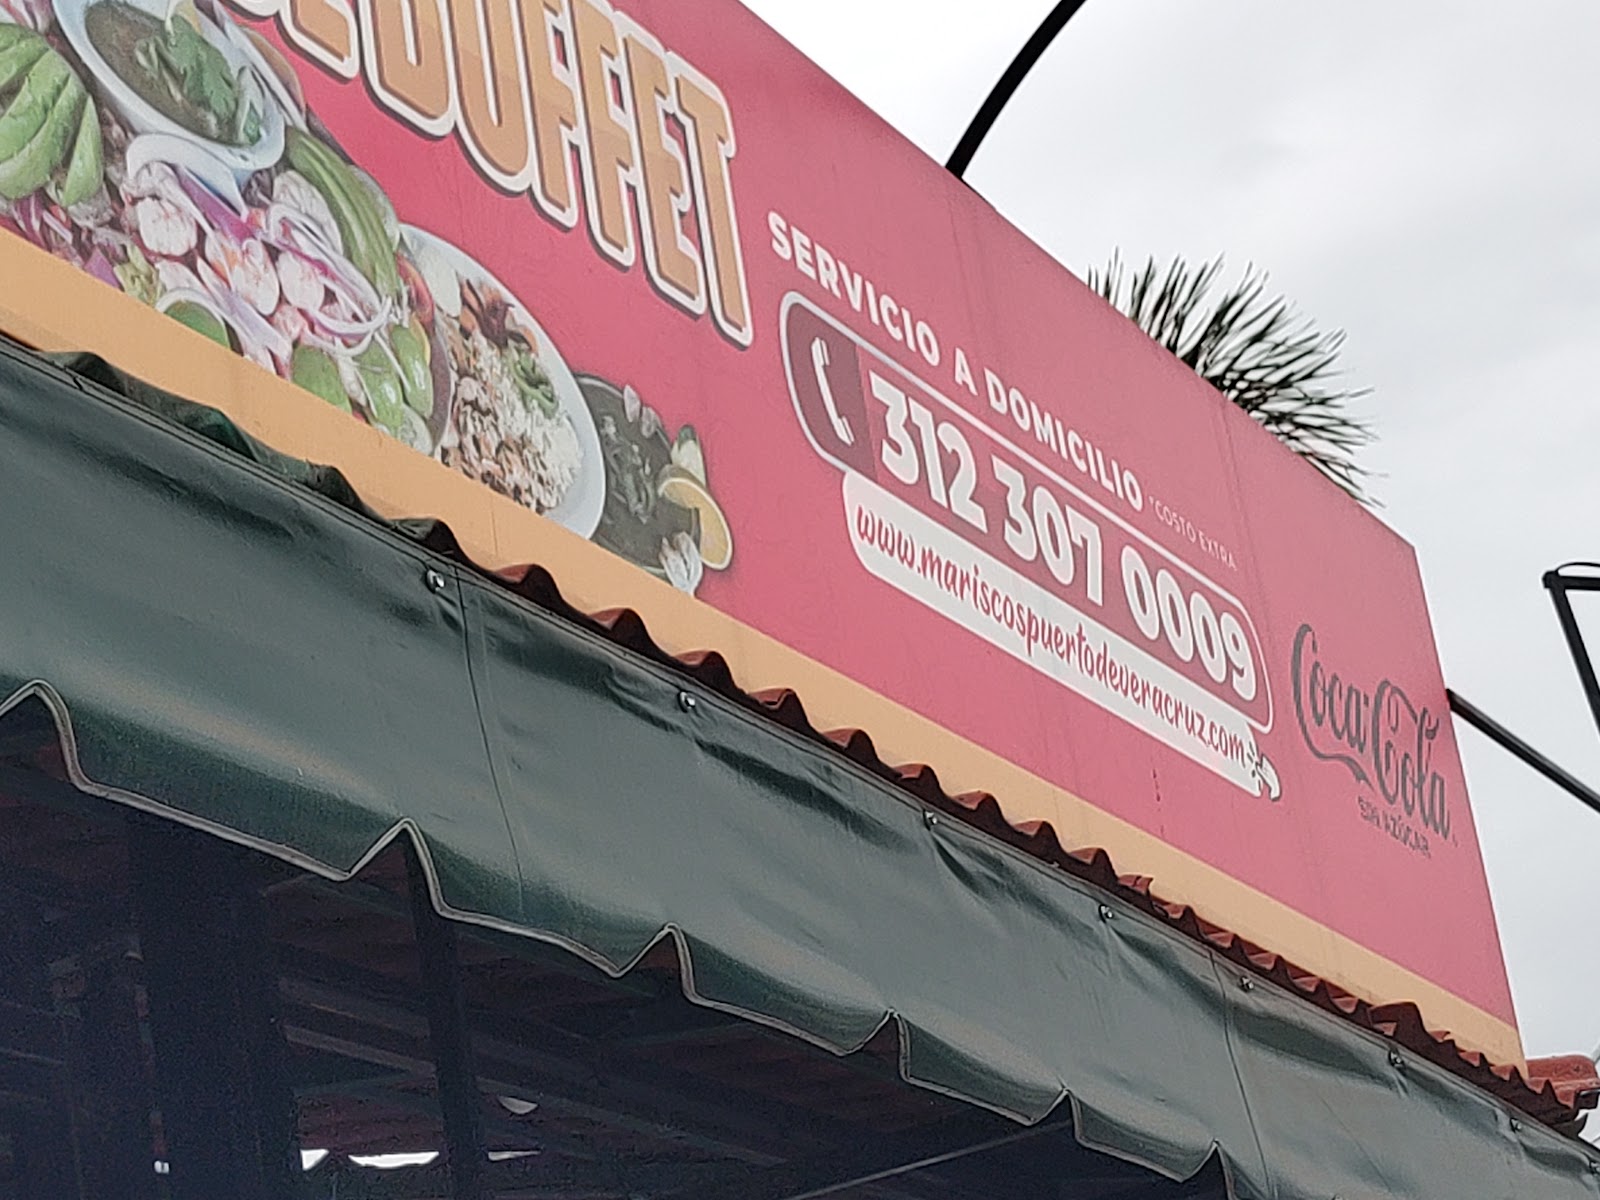 BUFFET
SERVICIO A DOMICILIO *COSTO EXTRA
312 307 0009
www.mariscospuertodeveracruz.com
Coca-Cola
SIN AZÚCAR